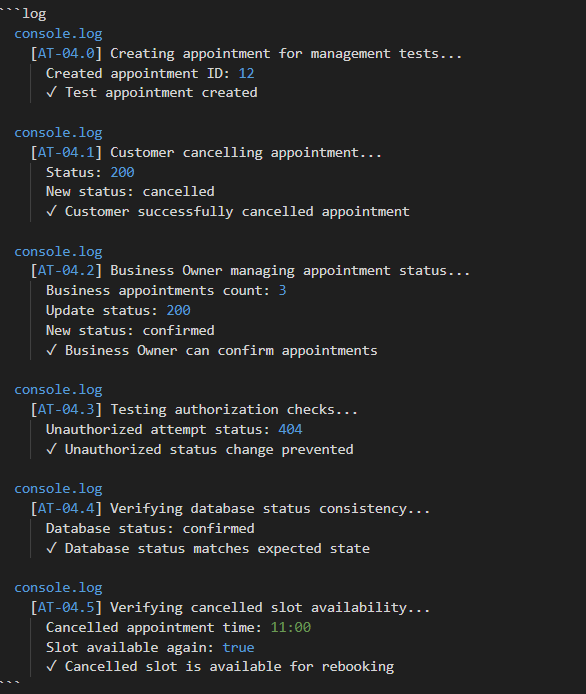 ```log
console.log
[AT-04.0] Creating appointment for management tests...
Created appointment ID: 12
✓ Test appointment created
console.log
[AT-04.1] Customer cancelling appointment...
Status: 200
New status: cancelled
✓ Customer successfully cancelled appointment
console.log
[AT-04.2] Business Owner managing appointment status...
Business appointments count: 3
Update status: 200
New status: confirmed
✓ Business Owner can confirm appointments
console.log
[AT-04.3] Testing authorization checks...
Unauthorized attempt status: 404
✓ Unauthorized status change prevented
console.log
[AT-04.4] Verifying database status consistency...
Database status: confirmed
✓ Database status matches expected state
console.log
[AT-04.5] Verifying cancelled slot availability...
Cancelled appointment time: 11:00
Slot available again: true
✓ Cancelled slot is available for rebooking
```